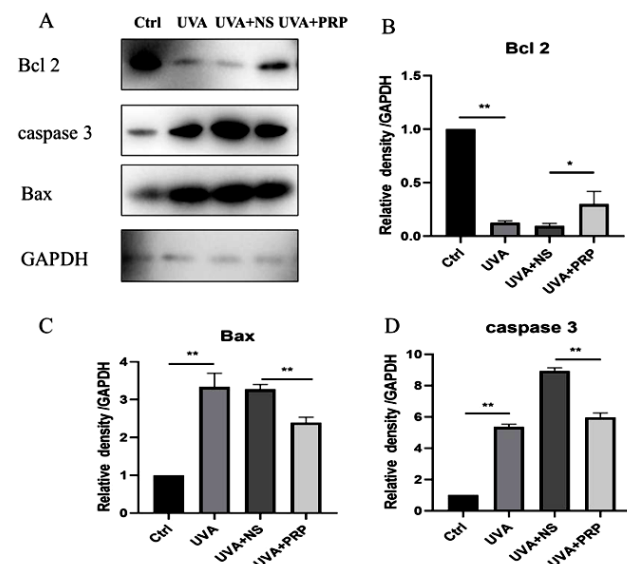 A
Ctrl UVA UVA+NS UVA+PRP
Bcl 2
caspase 3
Bax
GAPDH
B
Bcl 2
Relative density /GAPDH
1.5
1.0
0.5
0.0
**
*
Ctrl
UVA
UVA+NS
UVA+PRP
C
Bax
Relative density /GAPDH
4
3
2
1
0
**
**
Ctrl
UVA
UVA+NS
UVA+PRP
D
caspase 3
Relative density /GAPDH
10
8
6
4
2
0
**
**
Ctrl
UVA
UVA+NS
UVA+PRP